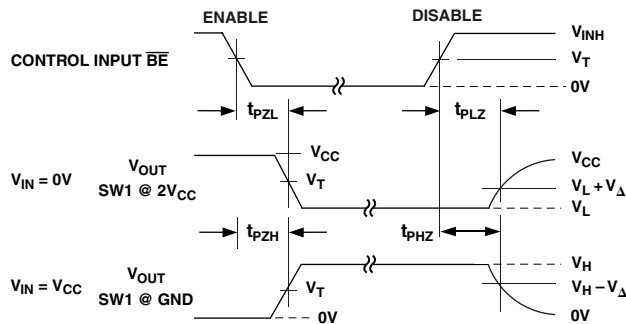 ENABLE DISABLE
CONTROL INPUT B̅E̅
V_INH
V_T
0V
t_PZL t_PLZ
V_IN = 0V
V_OUT
SW1 @ 2V_CC
V_CC
V_T
V_CC
V_L + V_Δ
V_L
t_PZH t_PHZ
V_IN = V_CC
V_OUT
SW1 @ GND
V_T
0V
V_H
V_H – V_Δ
0V